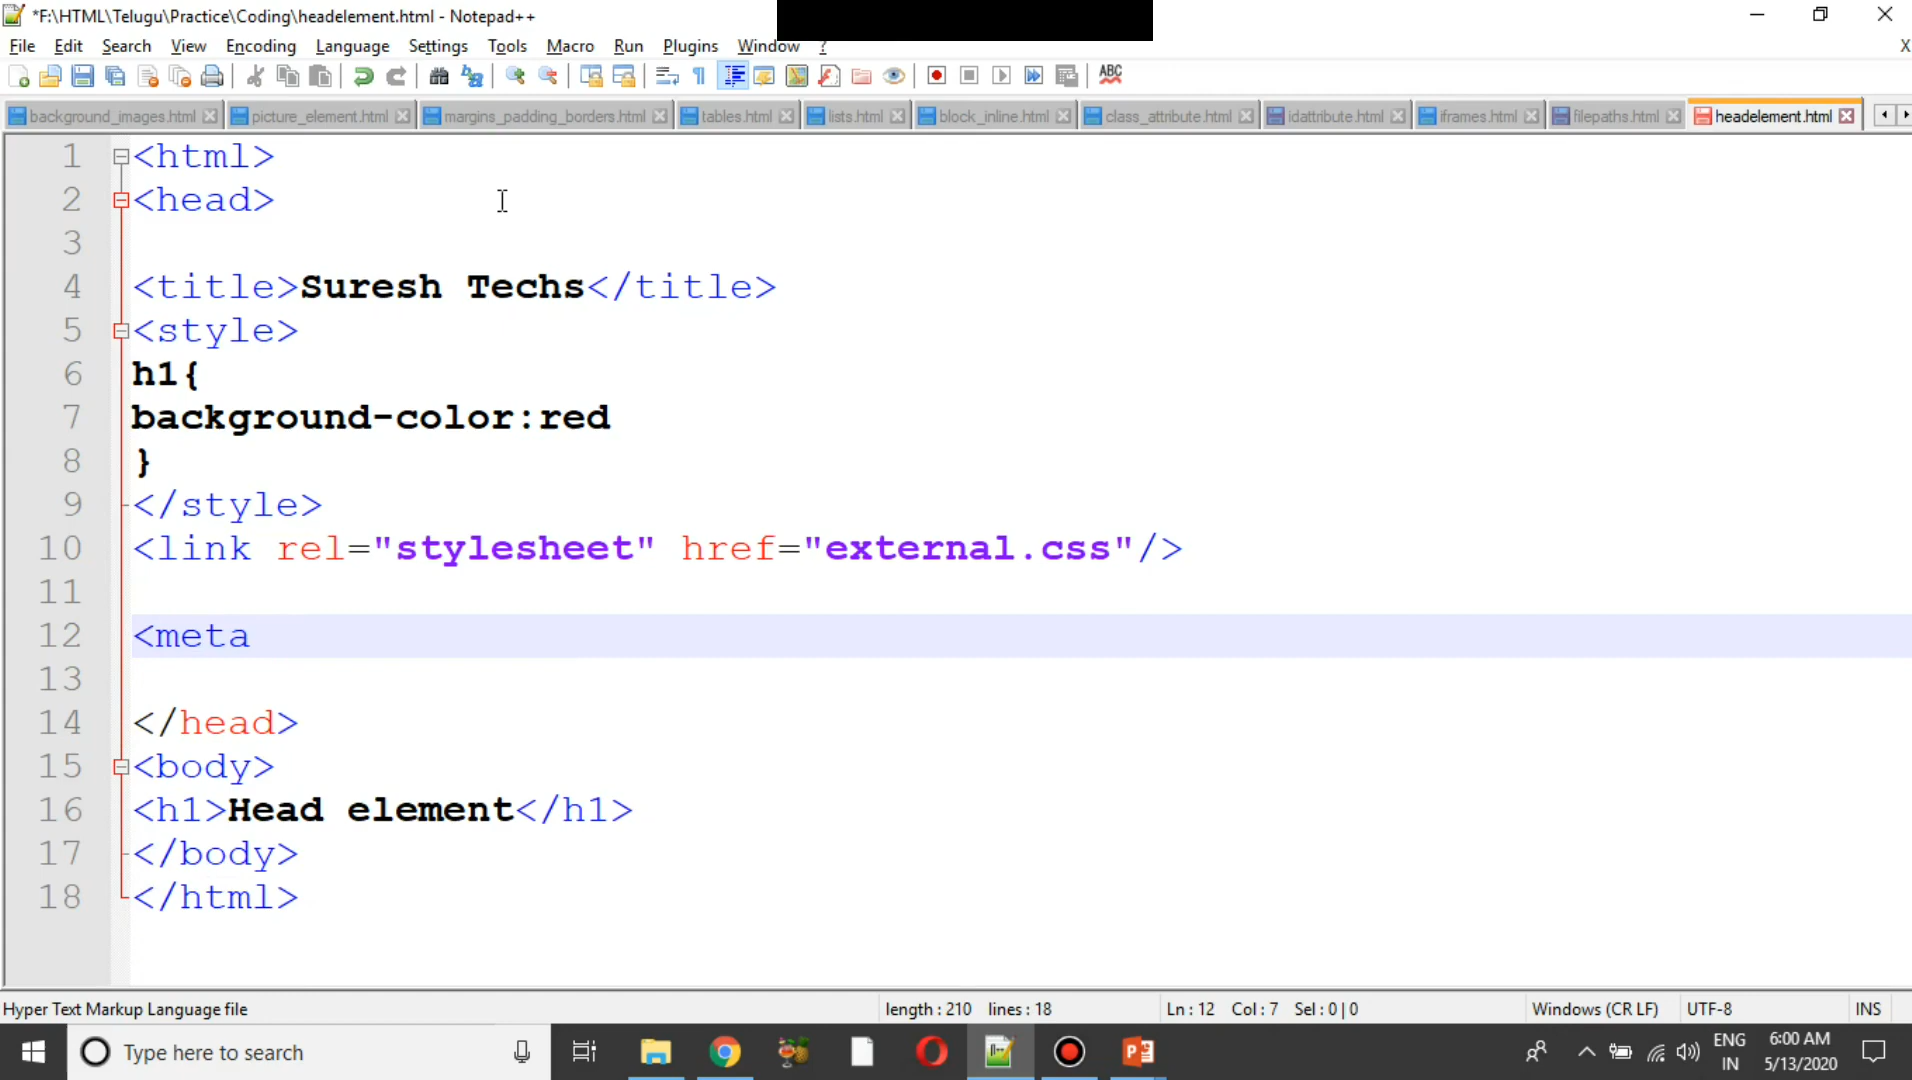 *F:\HTML\Telugu\Practice\Coding\headelement.html - Notepad++
File Edit Search View Encoding Language Settings Tools Macro Run Plugins Window ? X
ABC
background_images.html picture_element.html margins_padding_borders.html tables.html lists.html block_inline.html class_attribute.html idattribute.html iframes.html filepaths.html headelement.html
1 <html>
2 <head>
3
4 <title>Suresh Techs</title>
5 <style>
6 h1{
7 background-color:red
8 }
9 </style>
10 <link rel="stylesheet" href="external.css"/>
11
12 <meta
13
14 </head>
15 <body>
16 <h1>Head element</h1>
17 </body>
18 </html>
Hyper Text Markup Language file length : 210 lines : 18 Ln : 12 Col : 7 Sel : 0 | 0 Windows (CR LF) UTF-8 INS
Type here to search ENG 6:00 AM
IN 5/13/2020